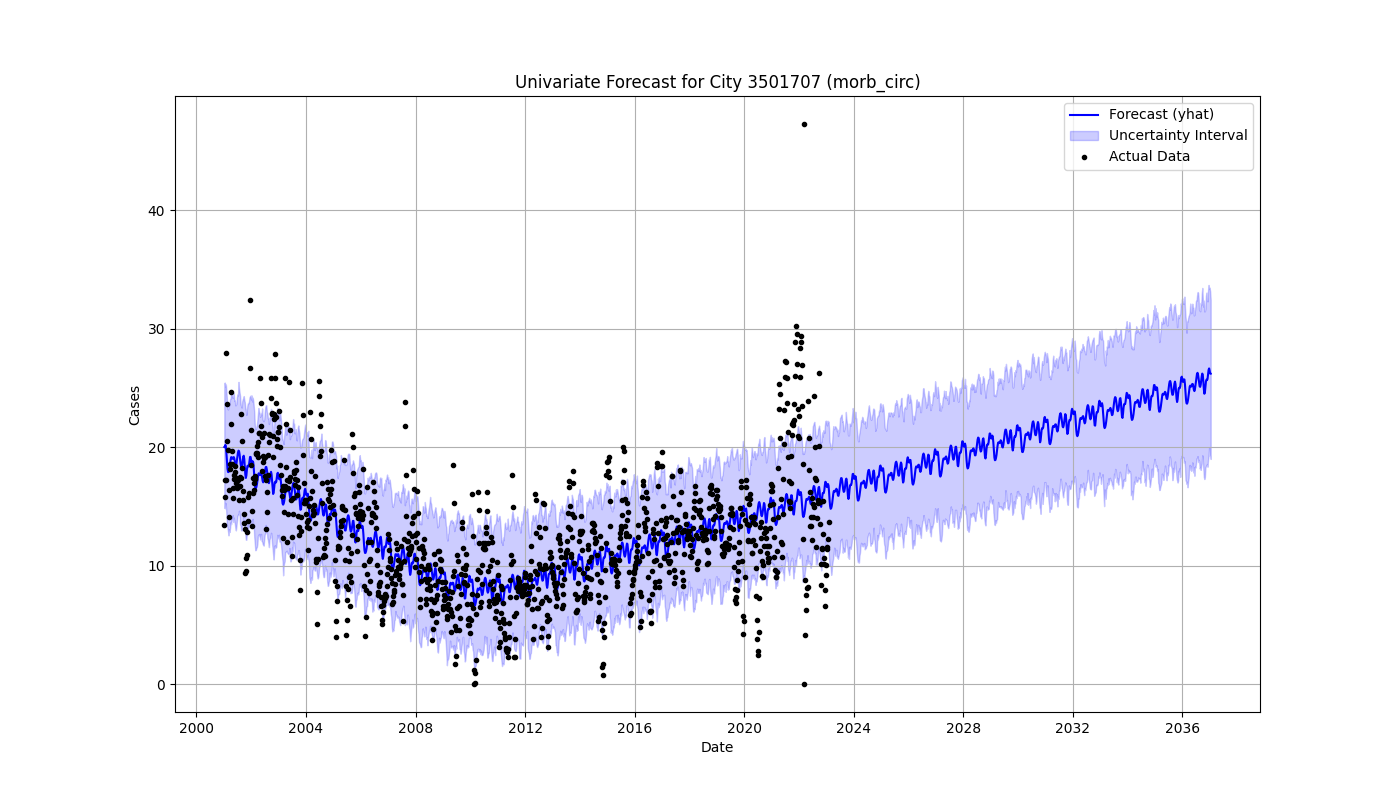 Univariate Forecast for City 3501707 (morb_circ)
Forecast (yhat)
Uncertainty Interval
Actual Data
Cases
40
30
20
10
0
2000 2004 2008 2012 2016 2020 2024 2028 2032 2036
Date